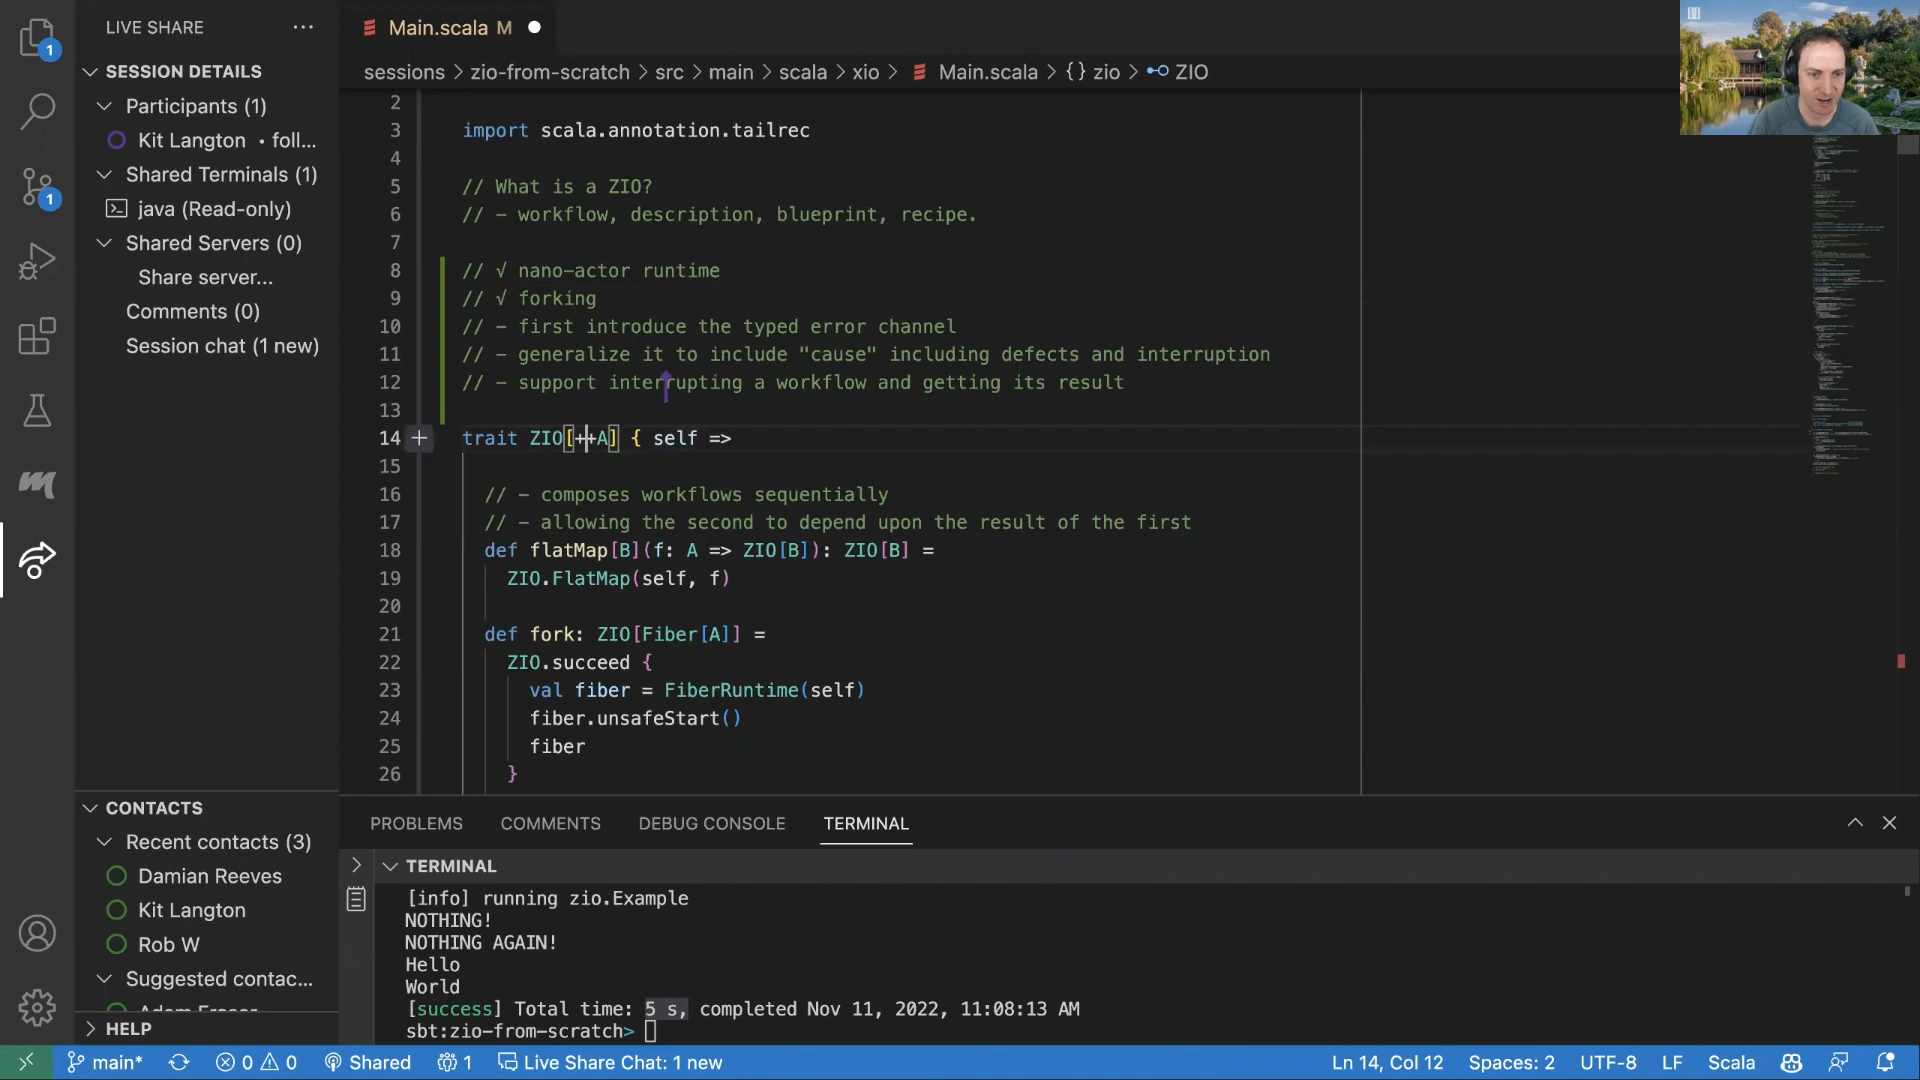 LIVE SHARE
SESSION DETAILS
Participants (1)
Kit Langton • foll...
Shared Terminals (1)
java (Read-only)
Shared Servers (0)
Share server...
Comments (0)
Session chat (1 new)
CONTACTS
Recent contacts (3)
Damian Reeves
Kit Langton
Rob W
Suggested contac...
HELP
Main.scala M
sessions > zio-from-scratch > src > main > scala > xio > Main.scala > {} zio > ZIO
2
3 import scala.annotation.tailrec
4
5 // What is a ZIO?
6 // - workflow, description, blueprint, recipe.
7
8 // √ nano-actor runtime
9 // √ forking
10 // - first introduce the typed error channel
11 // - generalize it to include "cause" including defects and interruption
12 // - support interrupting a workflow and getting its result
13
14 trait ZIO[++A] { self =>
15
16 // - composes workflows sequentially
17 // - allowing the second to depend upon the result of the first
18 def flatMap[B](f: A => ZIO[B]): ZIO[B] =
19 ZIO.FlatMap(self, f)
20
21 def fork: ZIO[Fiber[A]] =
22 ZIO.succeed {
23 val fiber = FiberRuntime(self)
24 fiber.unsafeStart()
25 fiber
26 }
PROBLEMS COMMENTS DEBUG CONSOLE TERMINAL
TERMINAL
[info] running zio.Example
NOTHING!
NOTHING AGAIN!
Hello
World
[success] Total time: 5 s, completed Nov 11, 2022, 11:08:13 AM
sbt:zio-from-scratch>
1
1
main* 0 0 Shared 1 Live Share Chat: 1 new Ln 14, Col 12 Spaces: 2 UTF-8 LF Scala